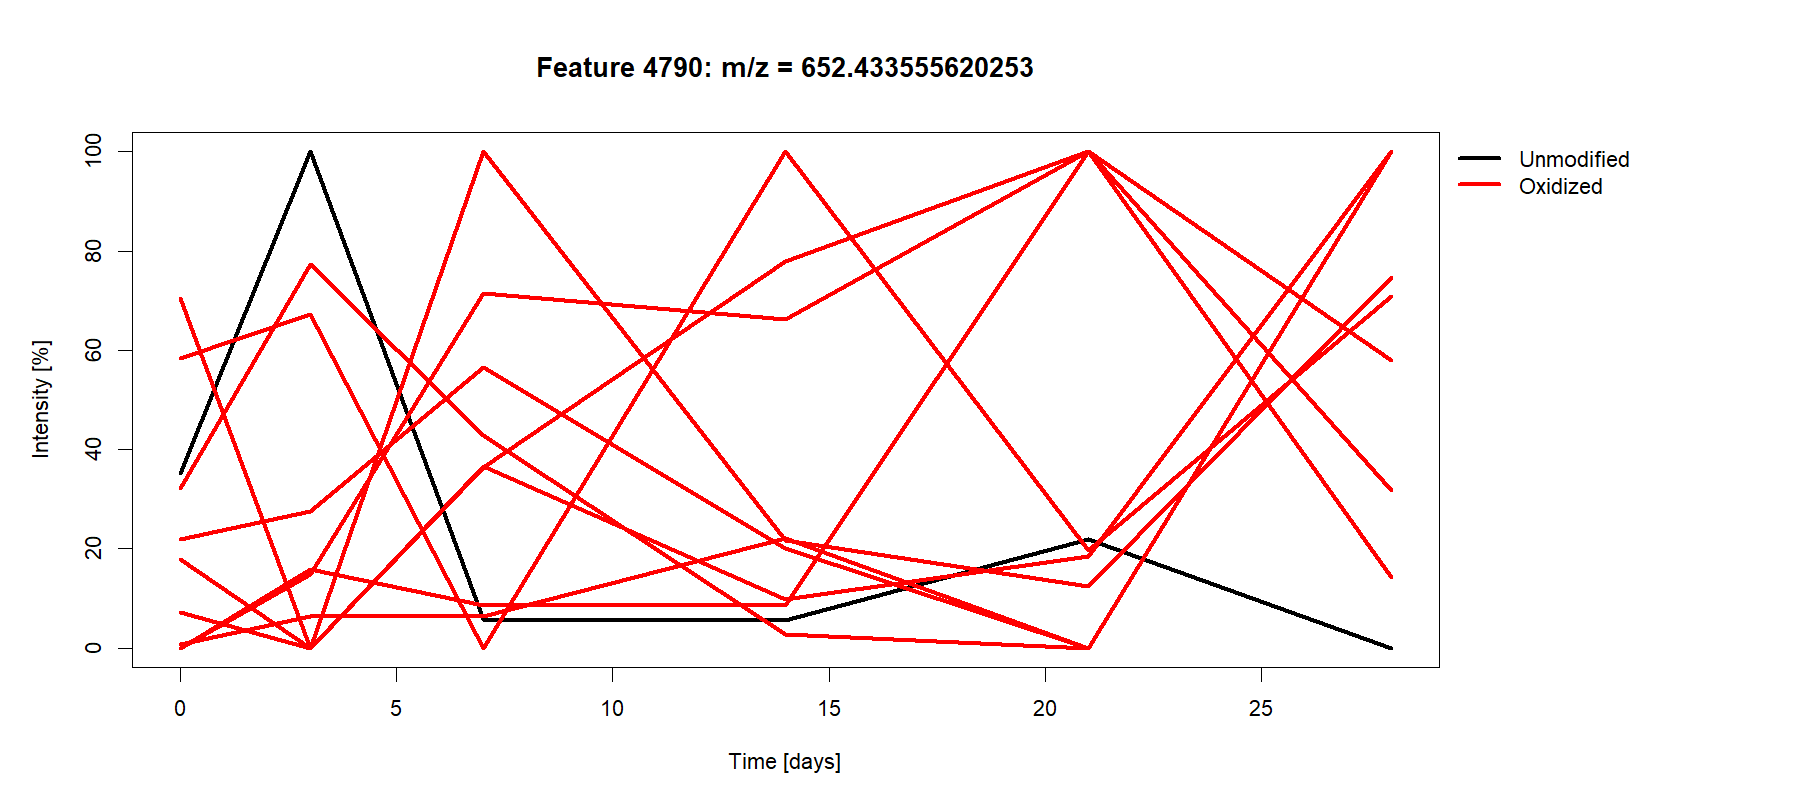 Feature 4790: m/z = 652.433555620253
Unmodified
Oxidized
Intensity [%]
100
80
60
40
20
0
0 5 10 15 20 25
Time [days]